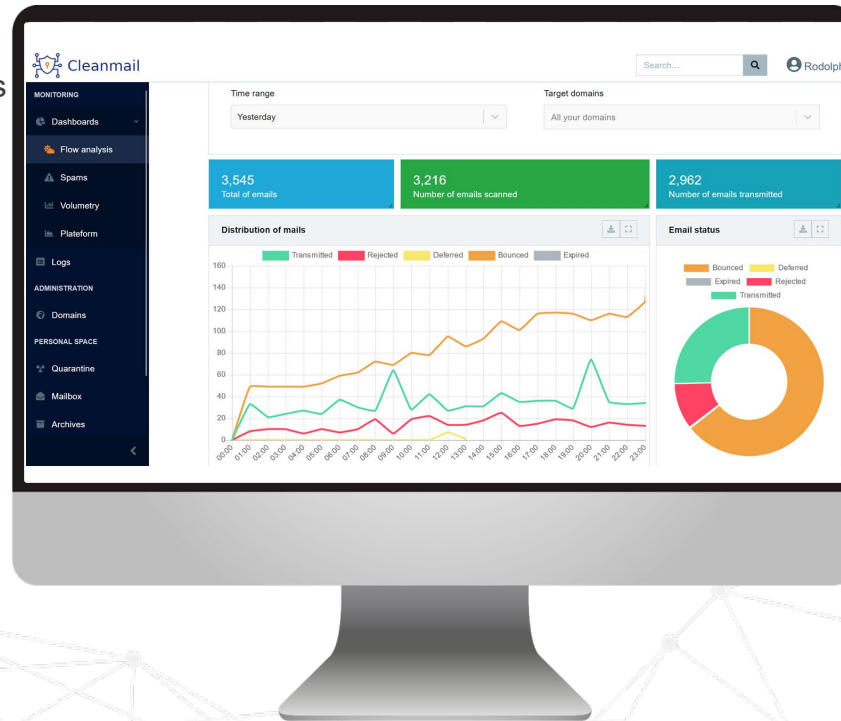 s
Cleanmail
Search...
Rodolph
MONITORING
Dashboards
Flow analysis
Spams
Volumetry
Plateform
Logs
ADMINISTRATION
Domains
PERSONAL SPACE
Quarantine
Mailbox
Archives
Time range
Target domains
Yesterday
All your domains
3,545
Total of emails
3,216
Number of emails scanned
2,962
Number of emails transmitted
Distribution of mails
Transmitted Rejected Deferred Bounced Expired
160
140
120
100
80
60
40
20
0
00:00 01:00 02:00 03:00 04:00 05:00 06:00 07:00 08:00 09:00 10:00 11:00 12:00 13:00 14:00 15:00 16:00 17:00 18:00 19:00 20:00 21:00 22:00 23:00
Email status
Bounced Deferred
Expired Rejected
Transmitted